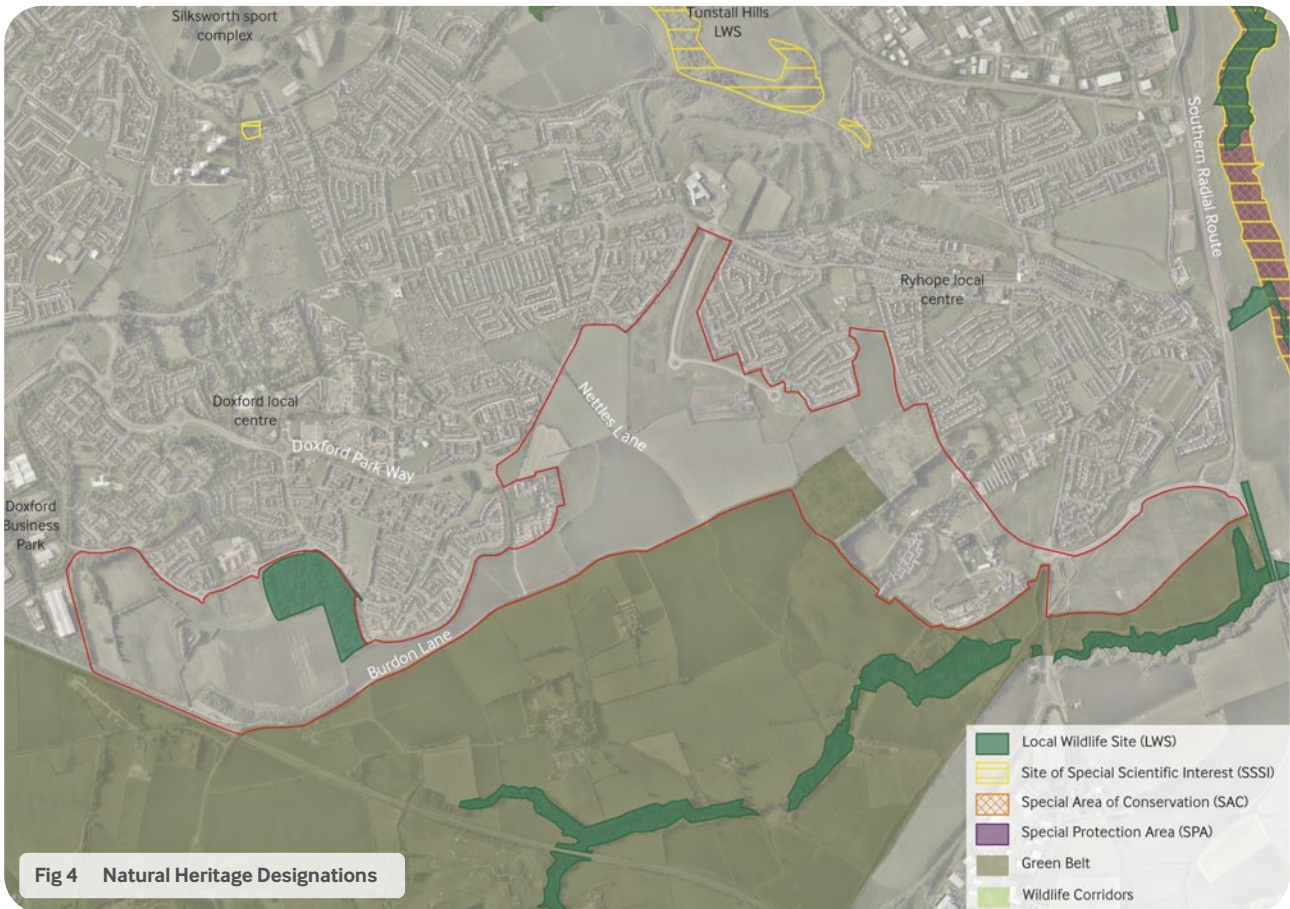 Silksworth sport
complex
Tunstall Hills
LWS
Southern Radial Route
Ryhope local
centre
Nettles Lane
Doxford local
centre
Doxford Park Way
Doxford
Business
Park
Burdon Lane
Local Wildlife Site (LWS)
Site of Special Scientific Interest (SSSI)
Special Area of Conservation (SAC)
Special Protection Area (SPA)
Green Belt
Wildlife Corridors
Fig 4 Natural Heritage Designations